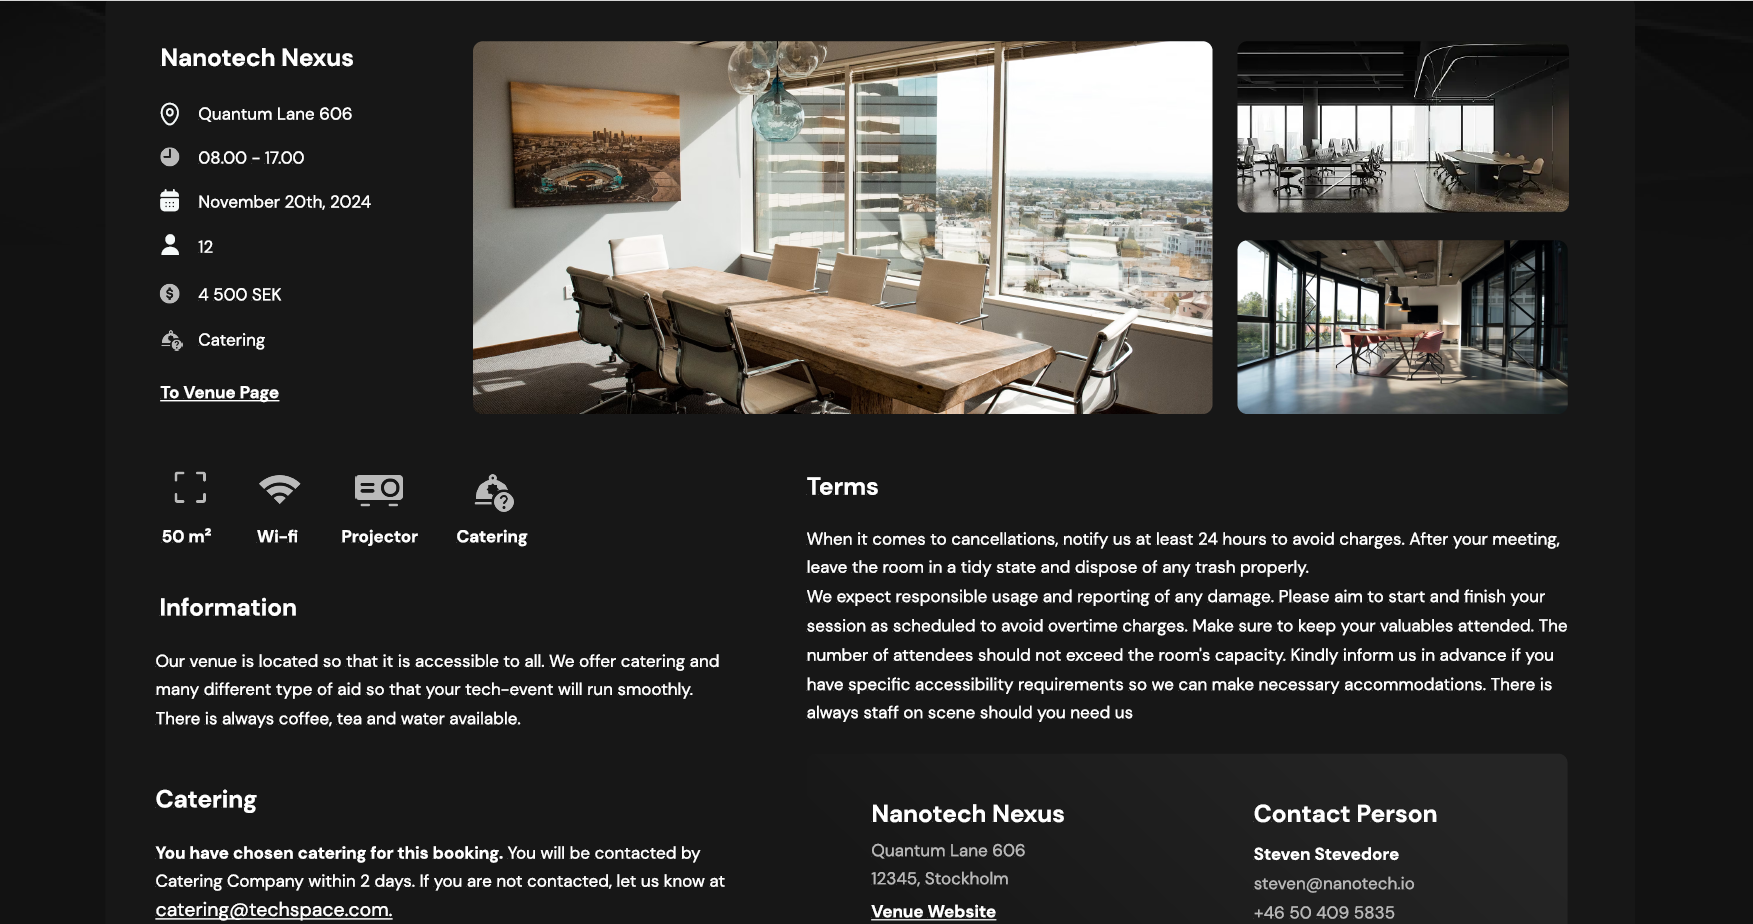 Nanotech Nexus
Quantum Lane 606
08.00 - 17.00
November 20th, 2024
12
4 500 SEK
Catering
To Venue Page
50 m²
Wi-fi
Projector
Catering
Information
Our venue is located so that it is accessible to all. We offer catering and
many different type of aid so that your tech-event will run smoothly.
There is always coffee, tea and water available.
Catering
You have chosen catering for this booking. You will be contacted by
Catering Company within 2 days. If you are not contacted, let us know at
catering@techspace.com.
Terms
When it comes to cancellations, notify us at least 24 hours to avoid charges. After your meeting,
leave the room in a tidy state and dispose of any trash properly.
We expect responsible usage and reporting of any damage. Please aim to start and finish your
session as scheduled to avoid overtime charges. Make sure to keep your valuables attended. The
number of attendees should not exceed the room's capacity. Kindly inform us in advance if you
have specific accessibility requirements so we can make necessary accommodations. There is
always staff on scene should you need us
Nanotech Nexus
Quantum Lane 606
12345, Stockholm
Venue Website
Contact Person
Steven Stevedore
steven@nanotech.io
+46 50 409 5835